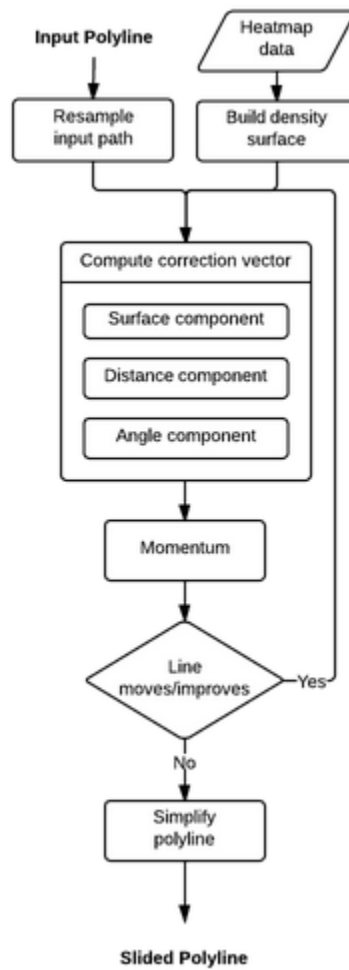 Input Polyline
Heatmap
data
Resample
input path
Build density
surface
Compute correction vector
Surface component
Distance component
Angle component
Momentum
Line
moves/improves
Yes
No
Simplify
polyline
Slided Polyline